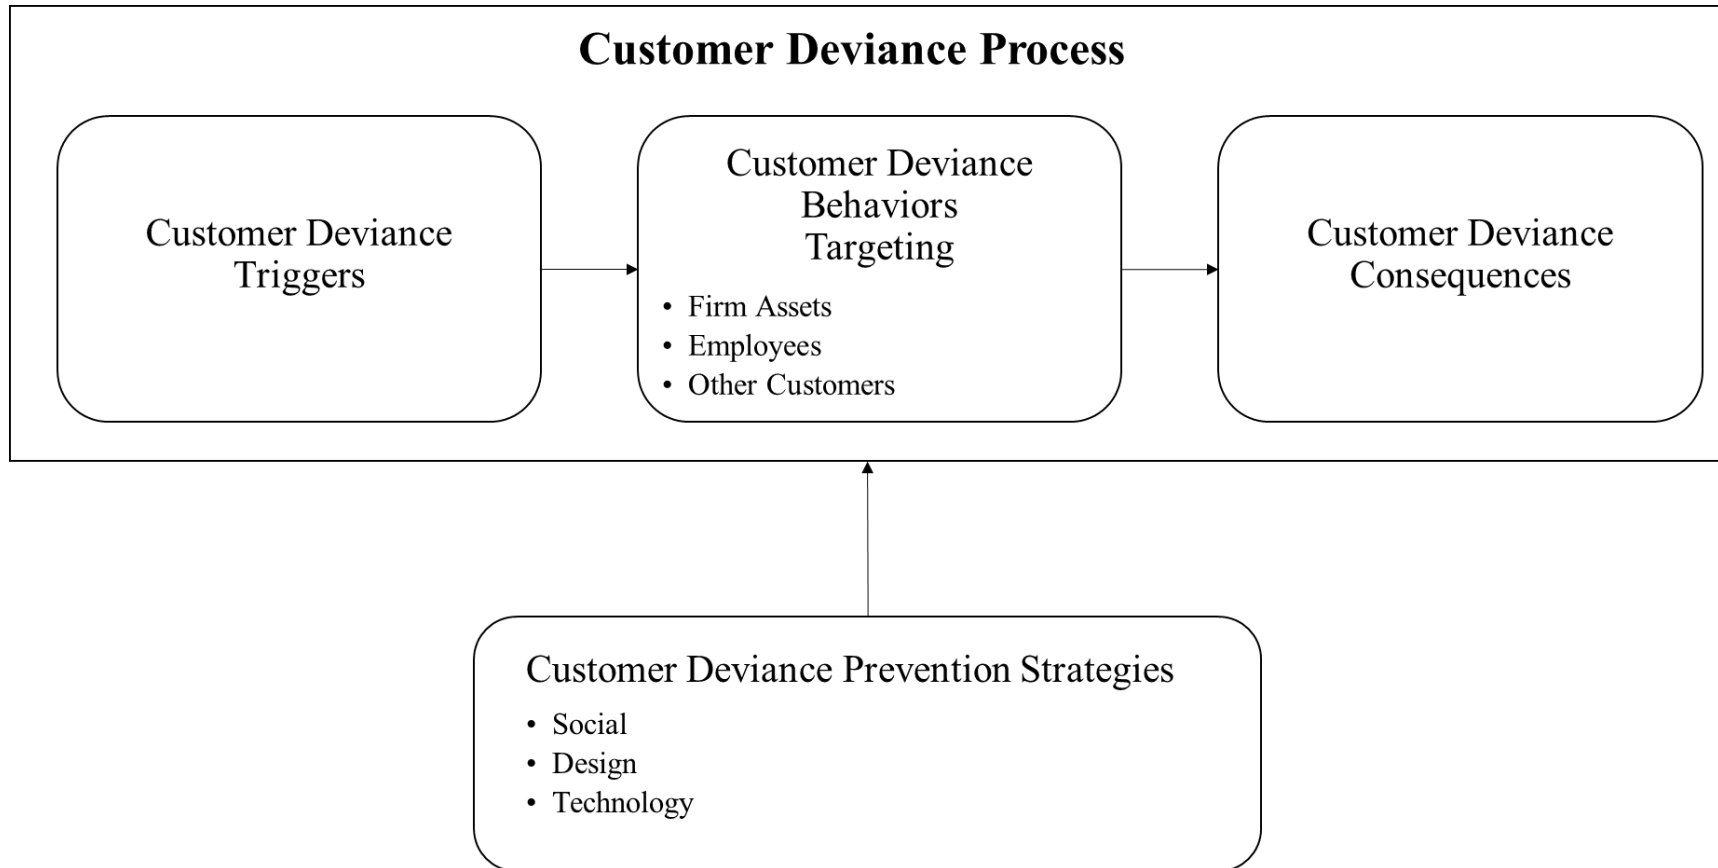 Customer Deviance Process
Customer Deviance
Triggers
Customer Deviance
Behaviors
Targeting
• Firm Assets
• Employees
• Other Customers
Customer Deviance
Consequences
Customer Deviance Prevention Strategies
• Social
• Design
• Technology